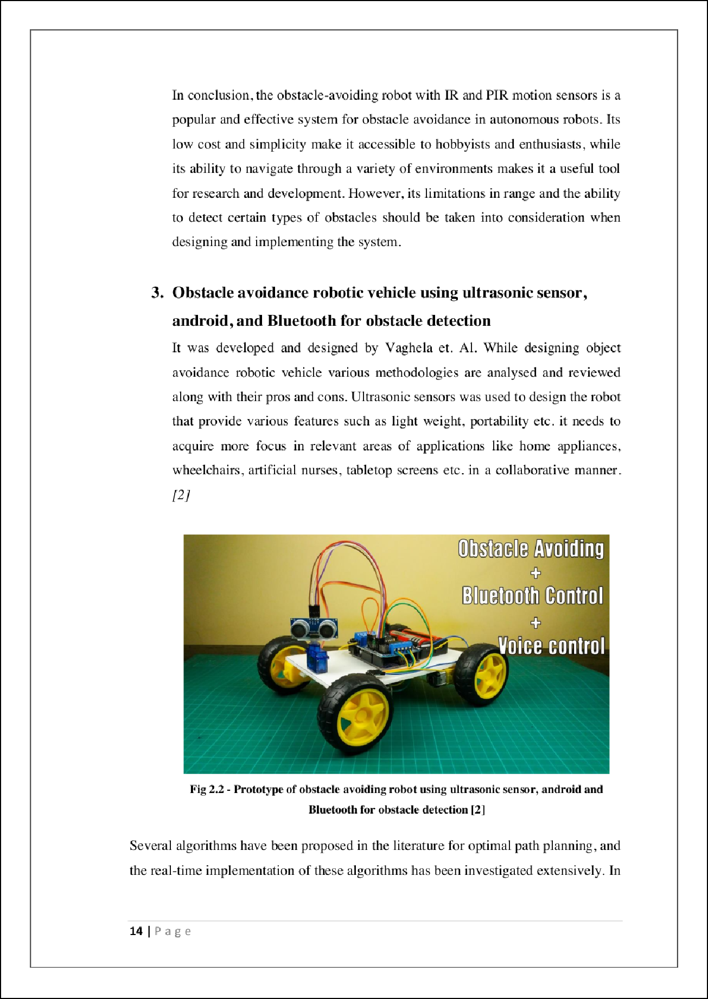 In conclusion, the obstacle-avoiding robot with IR and PIR motion sensors is a
popular and effective system for obstacle avoidance in autonomous robots. Its
low cost and simplicity make it accessible to hobbyists and enthusiasts, while
its ability to navigate through a variety of environments makes it a useful tool
for research and development. However, its limitations in range and the ability
to detect certain types of obstacles should be taken into consideration when
designing and implementing the system.
3. Obstacle avoidance robotic vehicle using ultrasonic sensor,
android, and Bluetooth for obstacle detection
It was developed and designed by Vaghela et. Al. While designing object
avoidance robotic vehicle various methodologies are analysed and reviewed
along with their pros and cons. Ultrasonic sensors was used to design the robot
that provide various features such as light weight, portability etc. it needs to
acquire more focus in relevant areas of applications like home appliances,
wheelchairs, artificial nurses, tabletop screens etc. in a collaborative manner.
[2]
Obstacle Avoiding
+
Bluetooth Control
+
Voice control
Fig 2.2 - Prototype of obstacle avoiding robot using ultrasonic sensor, android and
Bluetooth for obstacle detection [2]
Several algorithms have been proposed in the literature for optimal path planning, and
the real-time implementation of these algorithms has been investigated extensively. In
14 | Page